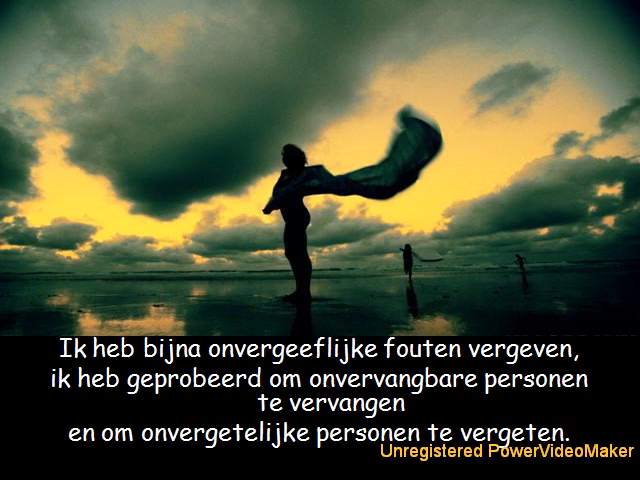 Ik heb bijna onvergeeflijke fouten vergeven,
ik heb geprobeerd om onvervangbare personen
te vervangen
en om onvergetelijke personen te vergeten.
Unregistered PowerVideoMaker